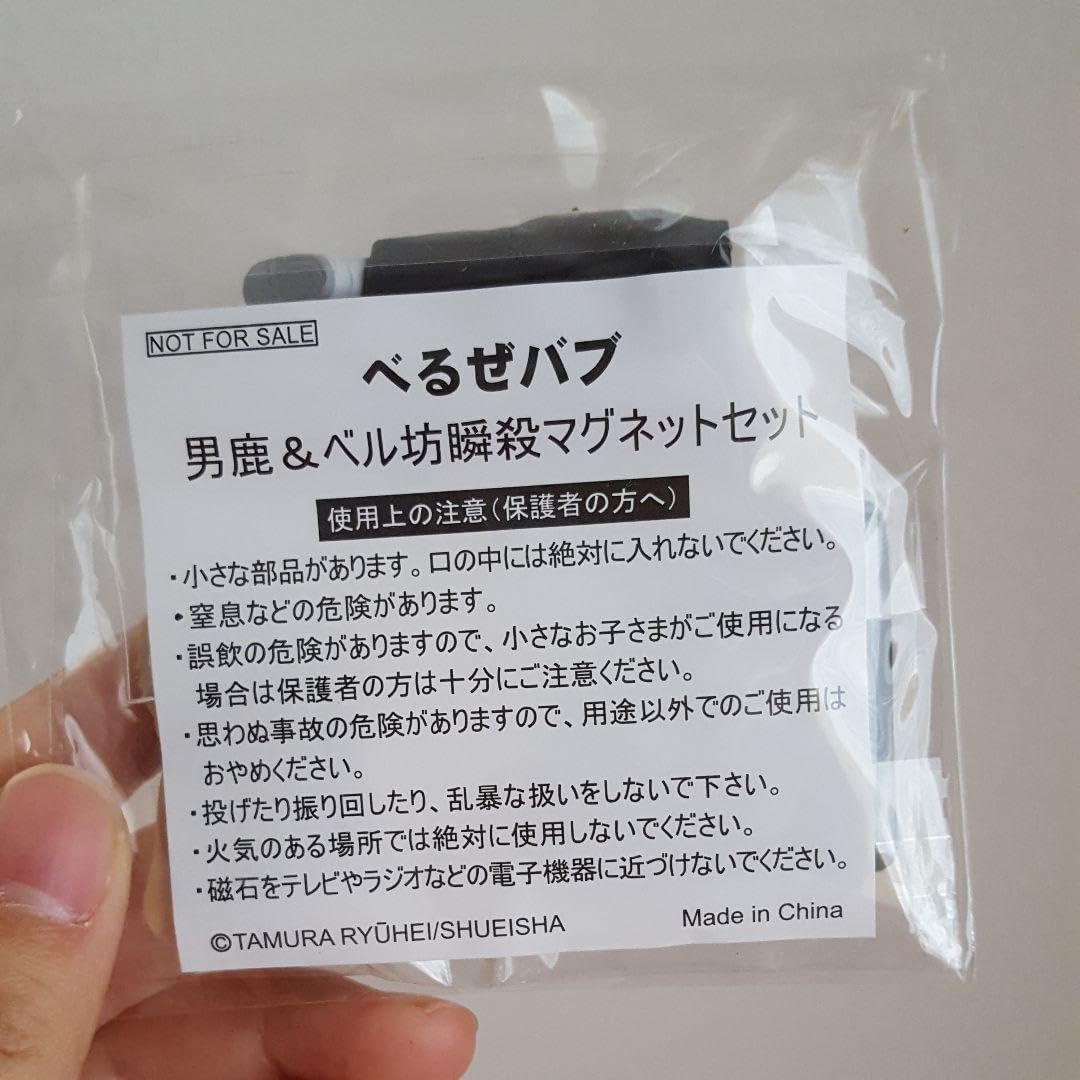 NOT FOR SALE
べるぜバブ
男鹿&ベル坊瞬殺マグネットセット
使用上の注意(保護者の方へ)
・小さな部品があります。口の中には絶対に入れないでください。
・窒息などの危険があります。
・誤飲の危険がありますので、小さなお子さまがご使用になる
場合は保護者の方は十分にご注意ください。
・思わぬ事故の危険がありますので、用途以外でのご使用は
おやめください。
・投げたり振り回したり、乱暴な扱いをしないで下さい。
・火気のある場所では絶対に使用しないでください。
・磁石をテレビやラジオなどの電子機器に近づけないでください。
©TAMURA RYŪHEI/SHUEISHA
Made in China